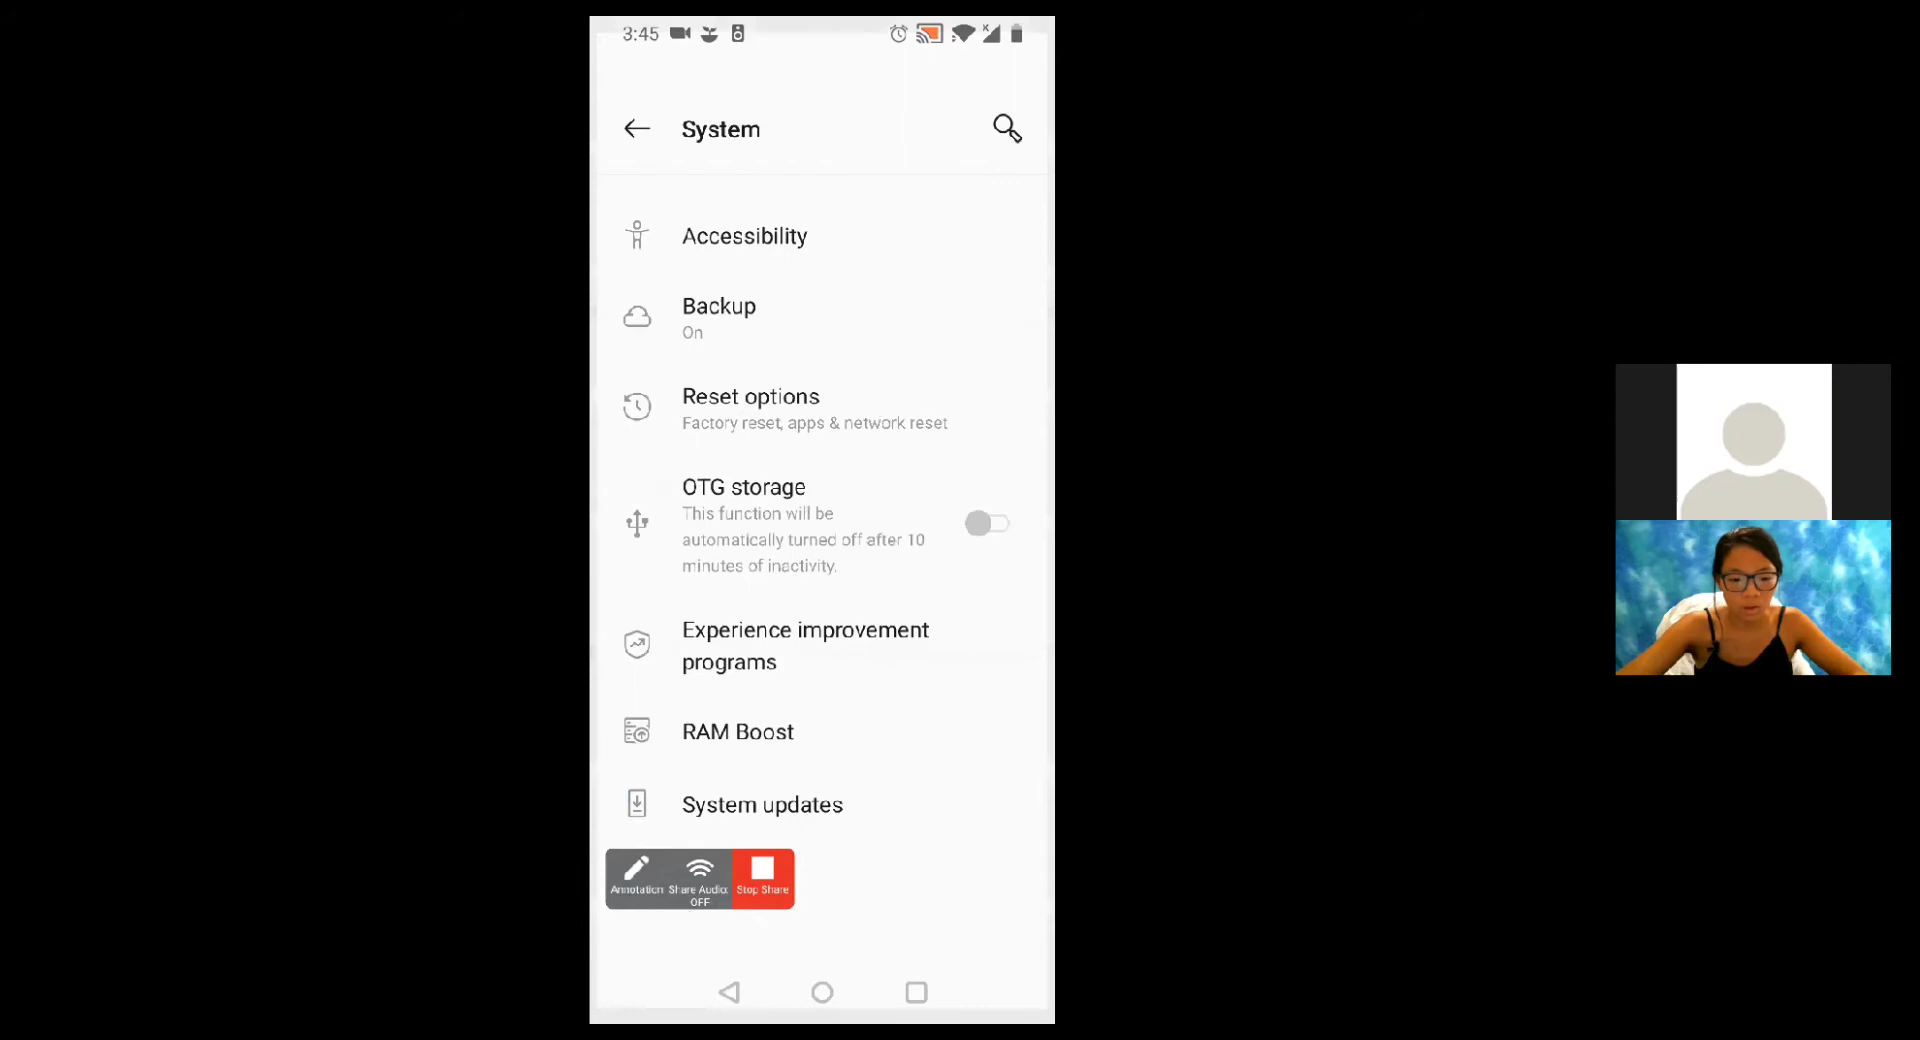 3:45
System
Accessibility
Backup
On
Reset options
Factory reset, apps & network reset
OTG storage
This function will be
automatically turned off after 10
minutes of inactivity.
Experience improvement
programs
RAM Boost
System updates
Annotation Share Audio: Stop Share
OFF